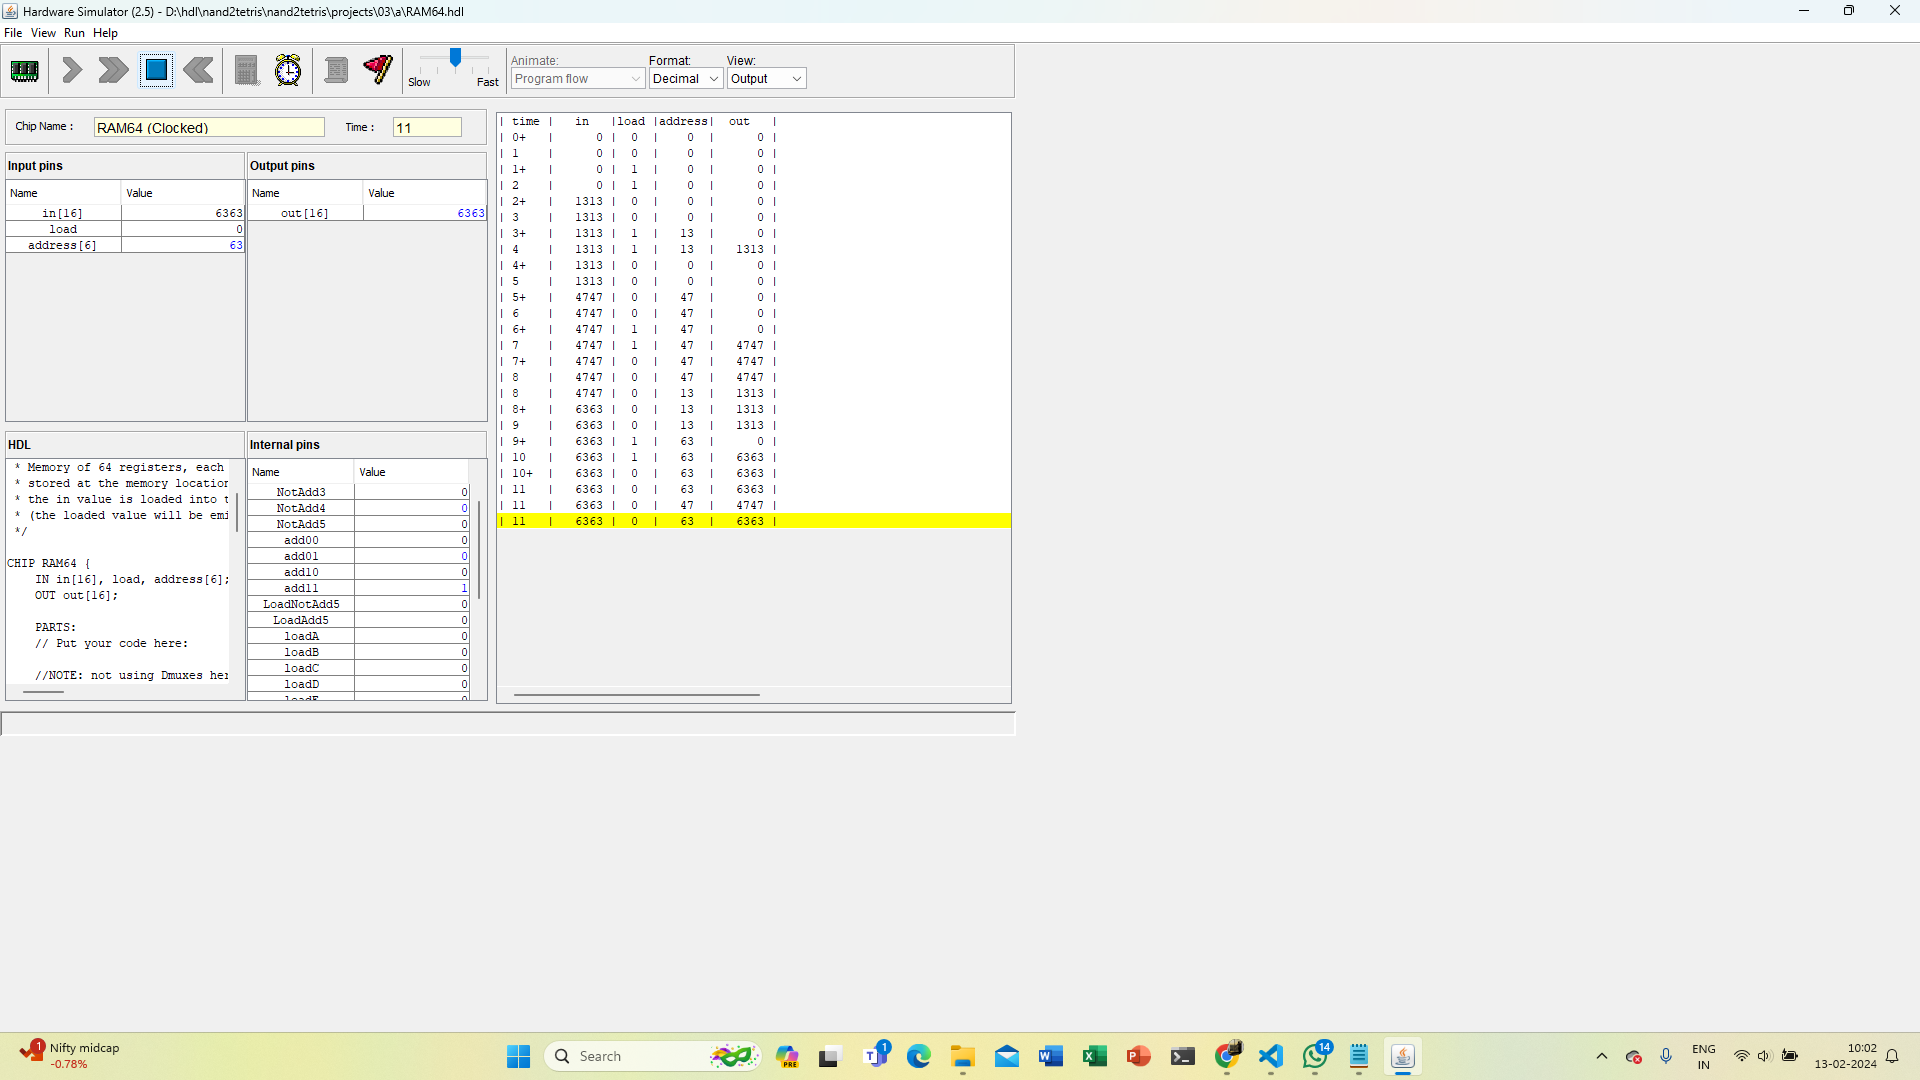 Hardware Simulator (2.5) - D:\hdl\nand2tetris\nand2tetris\projects\03\a\RAM64.hdl
File View Run Help
Slow Fast
Animate: Format: View:
Program flow Decimal Output
Chip Name : RAM64 (Clocked) Time : 11
Input pins
Name Value
in[16] 6363
load 0
address[6] 63
Output pins
Name Value
out[16] 6363
HDL
* Memory of 64 registers, each
* stored at the memory location
* the in value is loaded into t
* (the loaded value will be emi
*/
CHIP RAM64 {
IN in[16], load, address[6];
OUT out[16];
PARTS:
// Put your code here:
//NOTE: not using Dmuxes her
Internal pins
Name Value
NotAdd3 0
NotAdd4 0
NotAdd5 0
add00 0
add01 0
add10 0
add11 1
LoadNotAdd5 0
LoadAdd5 0
loadA 0
loadB 0
loadC 0
loadD 0
loadE 0
| time | in |load |address| out |
| 0+ | 0 | 0 | 0 | 0 |
| 1 | 0 | 0 | 0 | 0 |
| 1+ | 0 | 1 | 0 | 0 |
| 2 | 0 | 1 | 0 | 0 |
| 2+ | 1313 | 0 | 0 | 0 |
| 3 | 1313 | 0 | 0 | 0 |
| 3+ | 1313 | 1 | 13 | 0 |
| 4 | 1313 | 1 | 13 | 1313 |
| 4+ | 1313 | 0 | 0 | 0 |
| 5 | 1313 | 0 | 0 | 0 |
| 5+ | 4747 | 0 | 47 | 0 |
| 6 | 4747 | 0 | 47 | 0 |
| 6+ | 4747 | 1 | 47 | 0 |
| 7 | 4747 | 1 | 47 | 4747 |
| 7+ | 4747 | 0 | 47 | 4747 |
| 8 | 4747 | 0 | 47 | 4747 |
| 8 | 4747 | 0 | 13 | 1313 |
| 8+ | 6363 | 0 | 13 | 1313 |
| 9 | 6363 | 0 | 13 | 1313 |
| 9+ | 6363 | 1 | 63 | 0 |
| 10 | 6363 | 1 | 63 | 6363 |
| 10+ | 6363 | 0 | 63 | 6363 |
| 11 | 6363 | 0 | 63 | 6363 |
| 11 | 6363 | 0 | 47 | 4747 |
| 11 | 6363 | 0 | 63 | 6363 |
1
Nifty midcap
-0.78%
Search
PRE
1
14
ENG
IN
10:02
13-02-2024